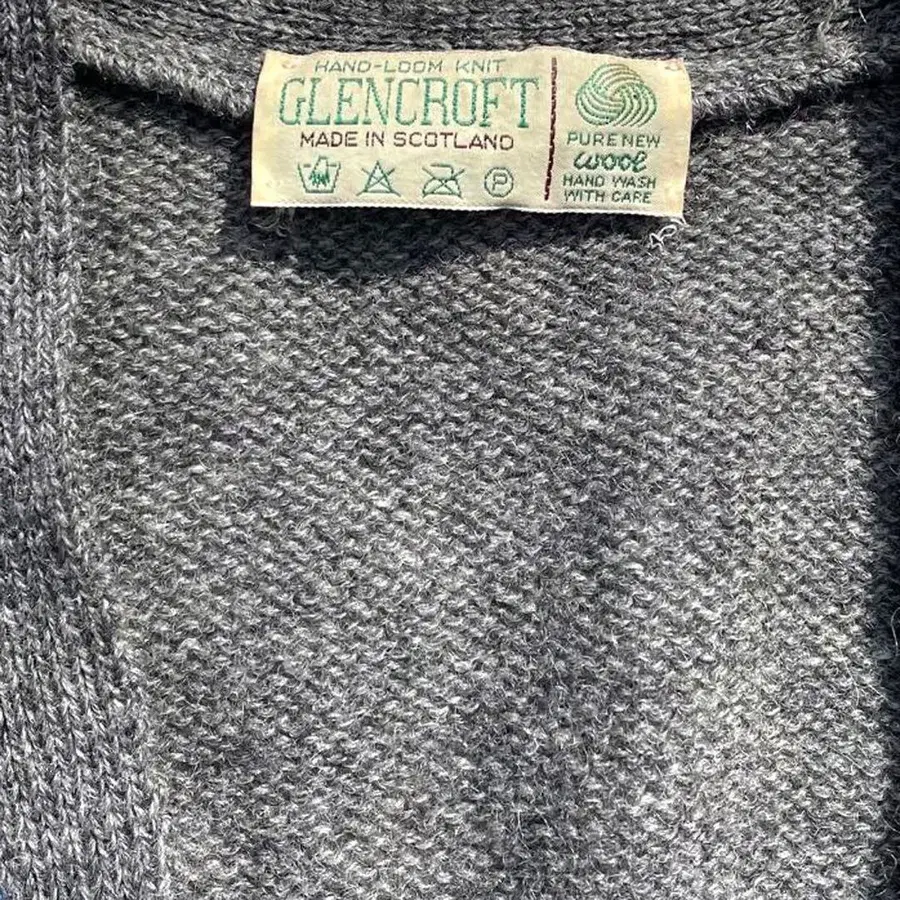 HAND-LOOM KNIT
GLENCROFT
MADE IN SCOTLAND
P
PURE NEW
wool
HAND WASH
WITH CARE